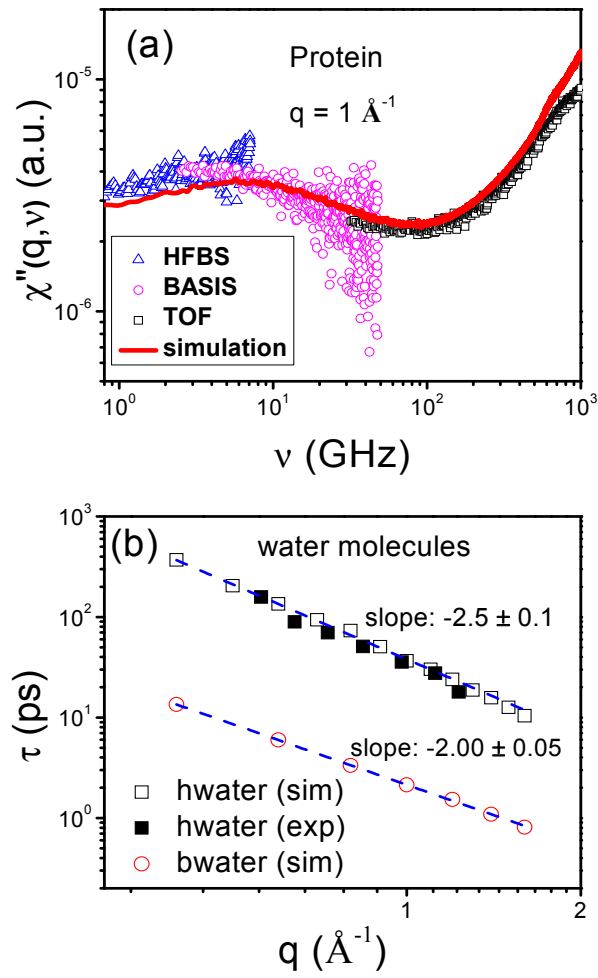 (a)
Protein
q = 1 Å⁻¹
χ"(q,ν) (a.u.)
10⁻⁵
10⁻⁶
HFBS
BASIS
TOF
simulation
10⁰ 10¹ 10² 10³
ν (GHz)
(b)
water molecules
τ (ps)
10³
10²
10¹
10⁰
slope: -2.5 ± 0.1
slope: -2.00 ± 0.05
hwater (sim)
hwater (exp)
bwater (sim)
1 2
q (Å⁻¹)